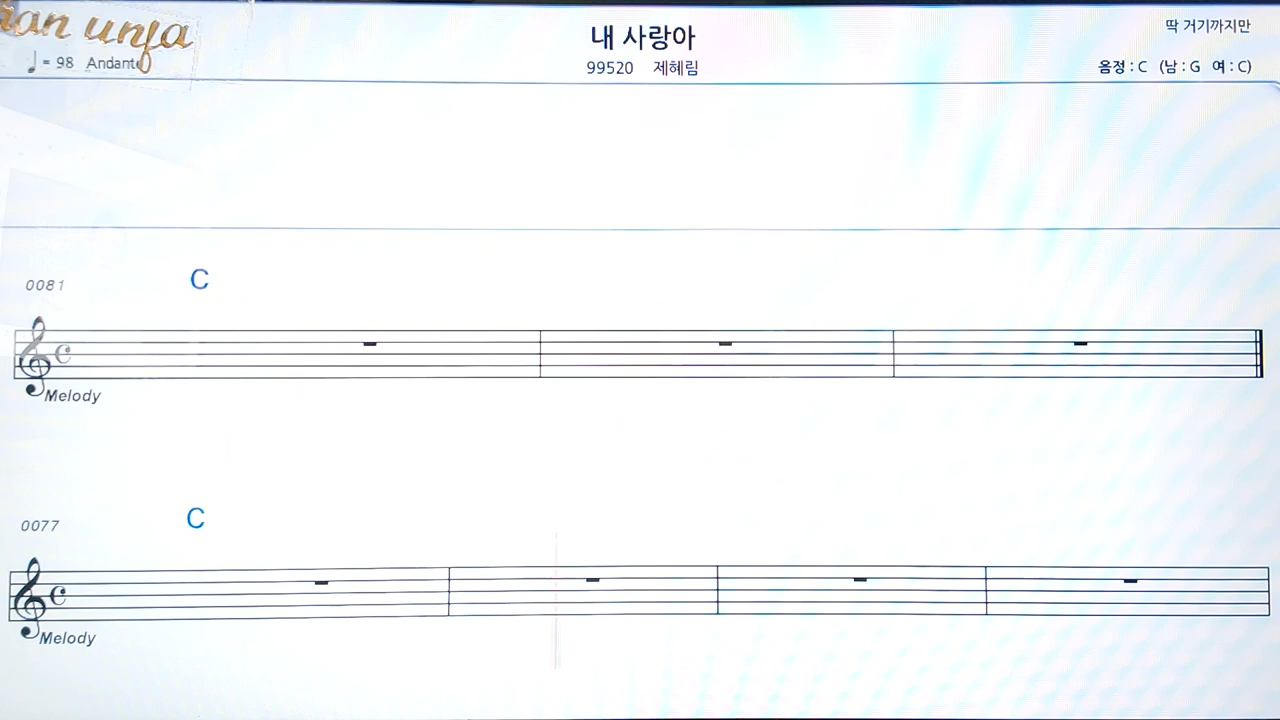 내 사랑아
딱 거기까지만
♩ = 98 Andante
99520 제혜림
음정 : C (남 : G 여 : C)
0081 C
Melody
0077 C
Melody